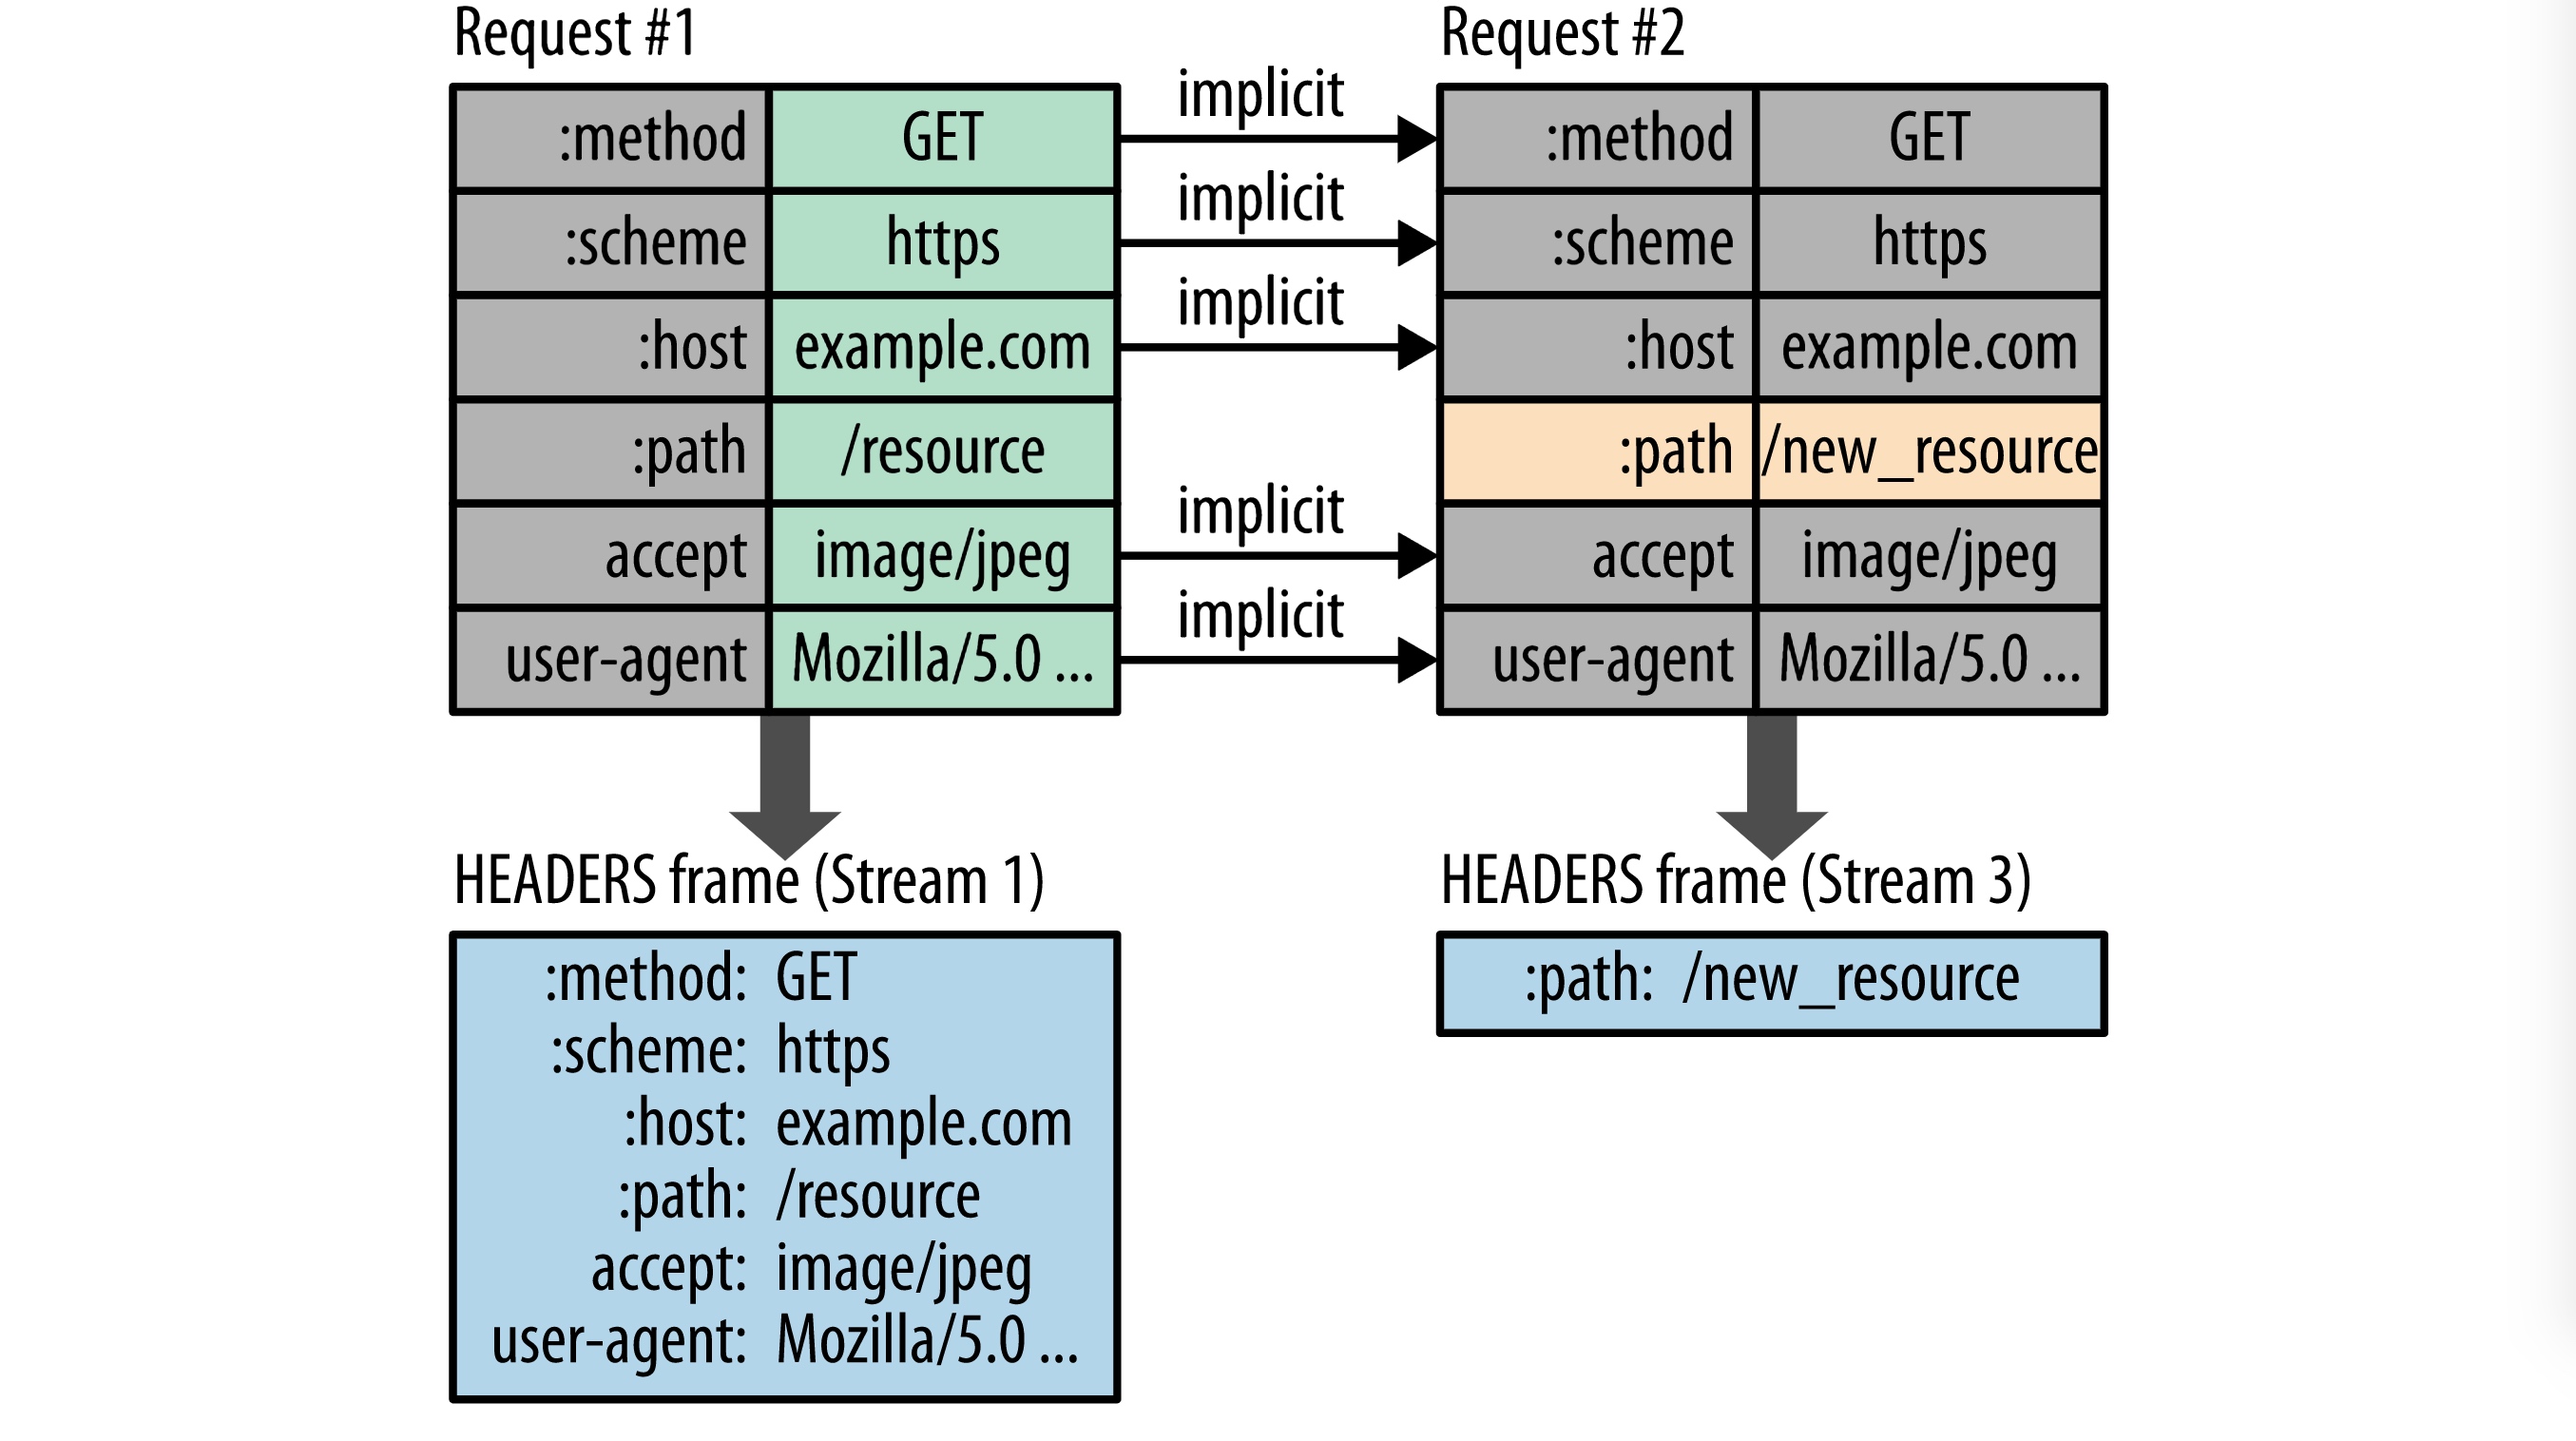 Request #1
:method GET
:scheme https
:host example.com
:path /resource
accept image/jpeg
user-agent Mozilla/5.0 ...
implicit
implicit
implicit
implicit
implicit
Request #2
:method GET
:scheme https
:host example.com
:path /new_resource
accept image/jpeg
user-agent Mozilla/5.0 ...
HEADERS frame (Stream 1)
:method: GET
:scheme: https
:host: example.com
:path: /resource
accept: image/jpeg
user-agent: Mozilla/5.0 ...
HEADERS frame (Stream 3)
:path: /new_resource